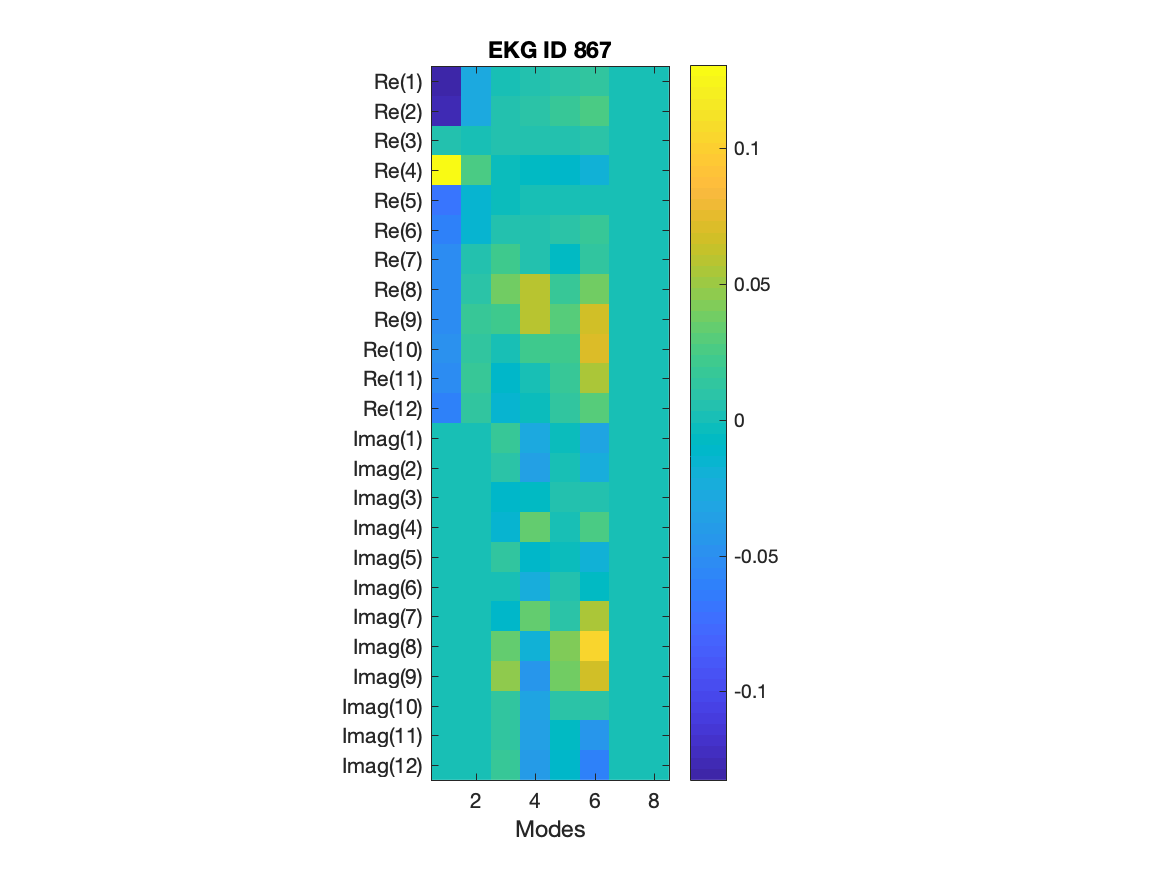 EKG ID 867
Re(1)
Re(2)
Re(3)
Re(4)
Re(5)
Re(6)
Re(7)
Re(8)
Re(9)
Re(10)
Re(11)
Re(12)
Imag(1)
Imag(2)
Imag(3)
Imag(4)
Imag(5)
Imag(6)
Imag(7)
Imag(8)
Imag(9)
Imag(10)
Imag(11)
Imag(12)
2 4 6 8
Modes
0.1
0.05
0
-0.05
-0.1